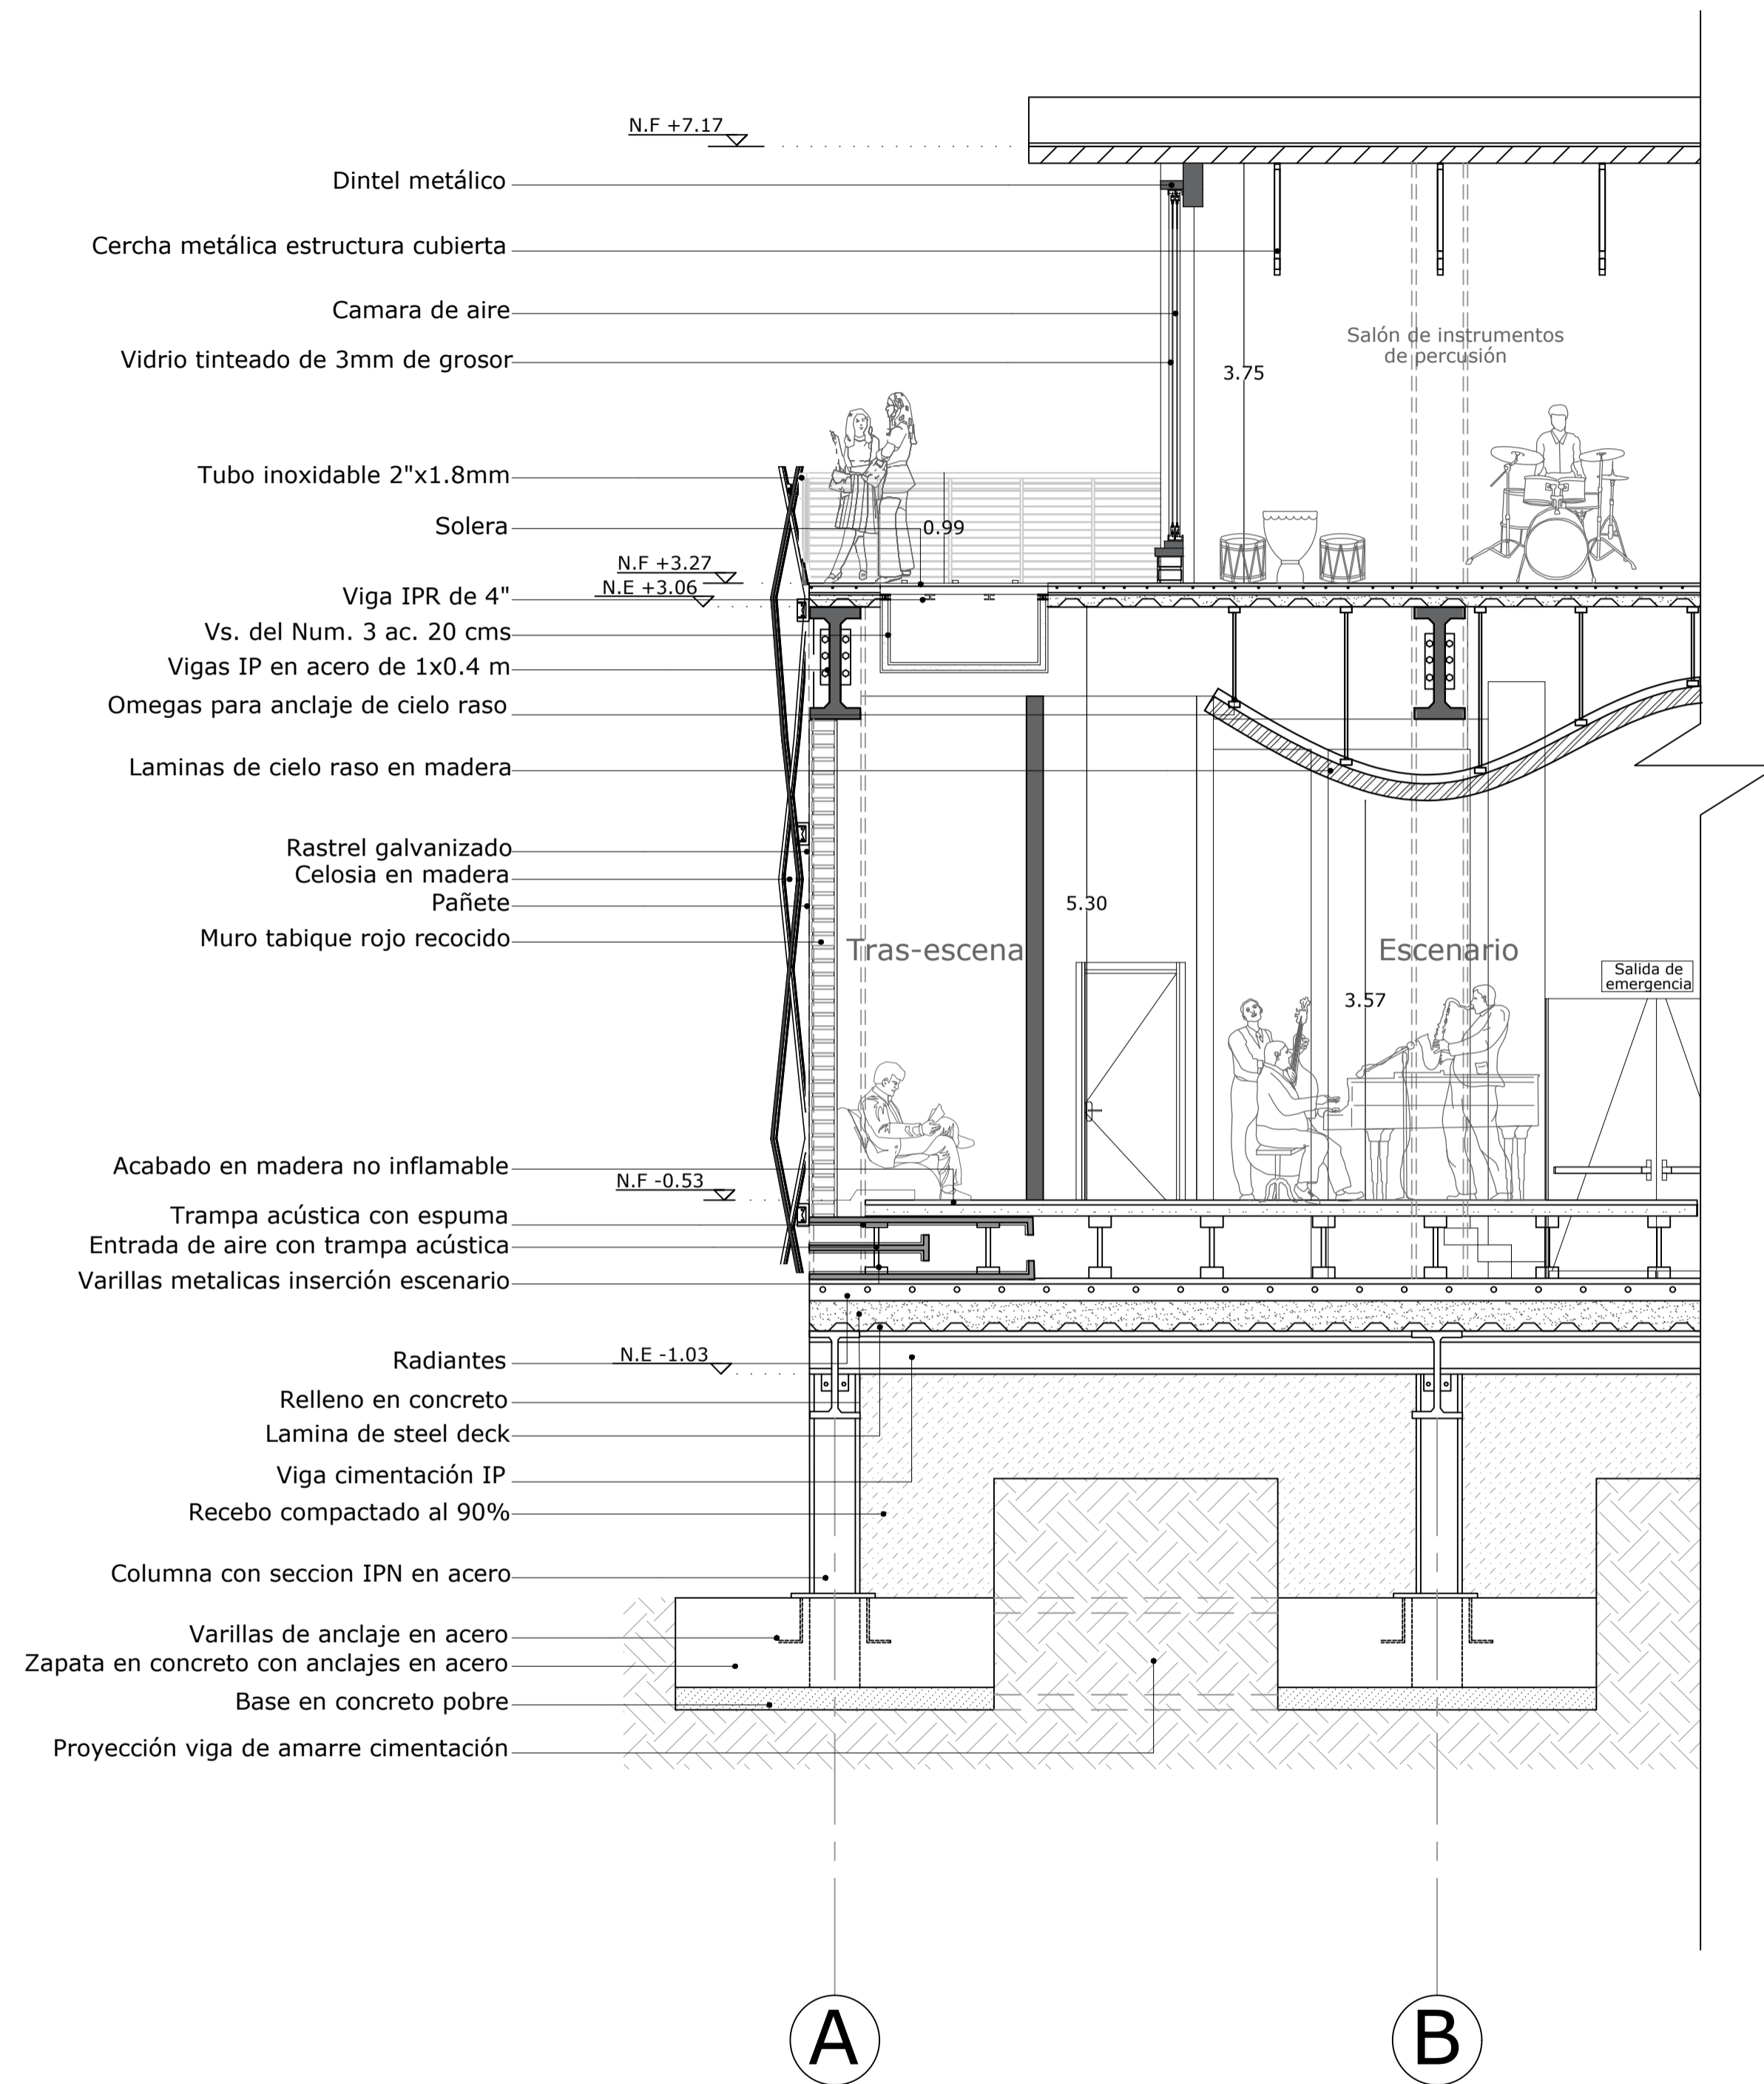 N.F +7.17
Dintel metálico
Cercha metálica estructura cubierta
Camara de aire
Salón de instrumentos
de percusión
Vidrio tinteado de 3mm de grosor
3.75
Tubo inoxidable 2"x1.8mm
Solera
0.99
N.F +3.27
N.E +3.06
Viga IPR de 4"
Vs. del Num. 3 ac. 20 cms
Vigas IP en acero de 1x0.4 m
Omegas para anclaje de cielo raso
Laminas de cielo raso en madera
Rastrel galvanizado
Celosia en madera
Pañete
5.30
Muro tabique rojo recocido
Tras-escena
Escenario
Salida de
emergencia
3.57
Acabado en madera no inflamable
N.F -0.53
Trampa acústica con espuma
Entrada de aire con trampa acústica
Varillas metalicas inserción escenario
N.E -1.03
Radiantes
Relleno en concreto
Lamina de steel deck
Viga cimentación IP
Recebo compactado al 90%
Columna con seccion IPN en acero
Varillas de anclaje en acero
Zapata en concreto con anclajes en acero
Base en concreto pobre
Proyección viga de amarre cimentación
A
B